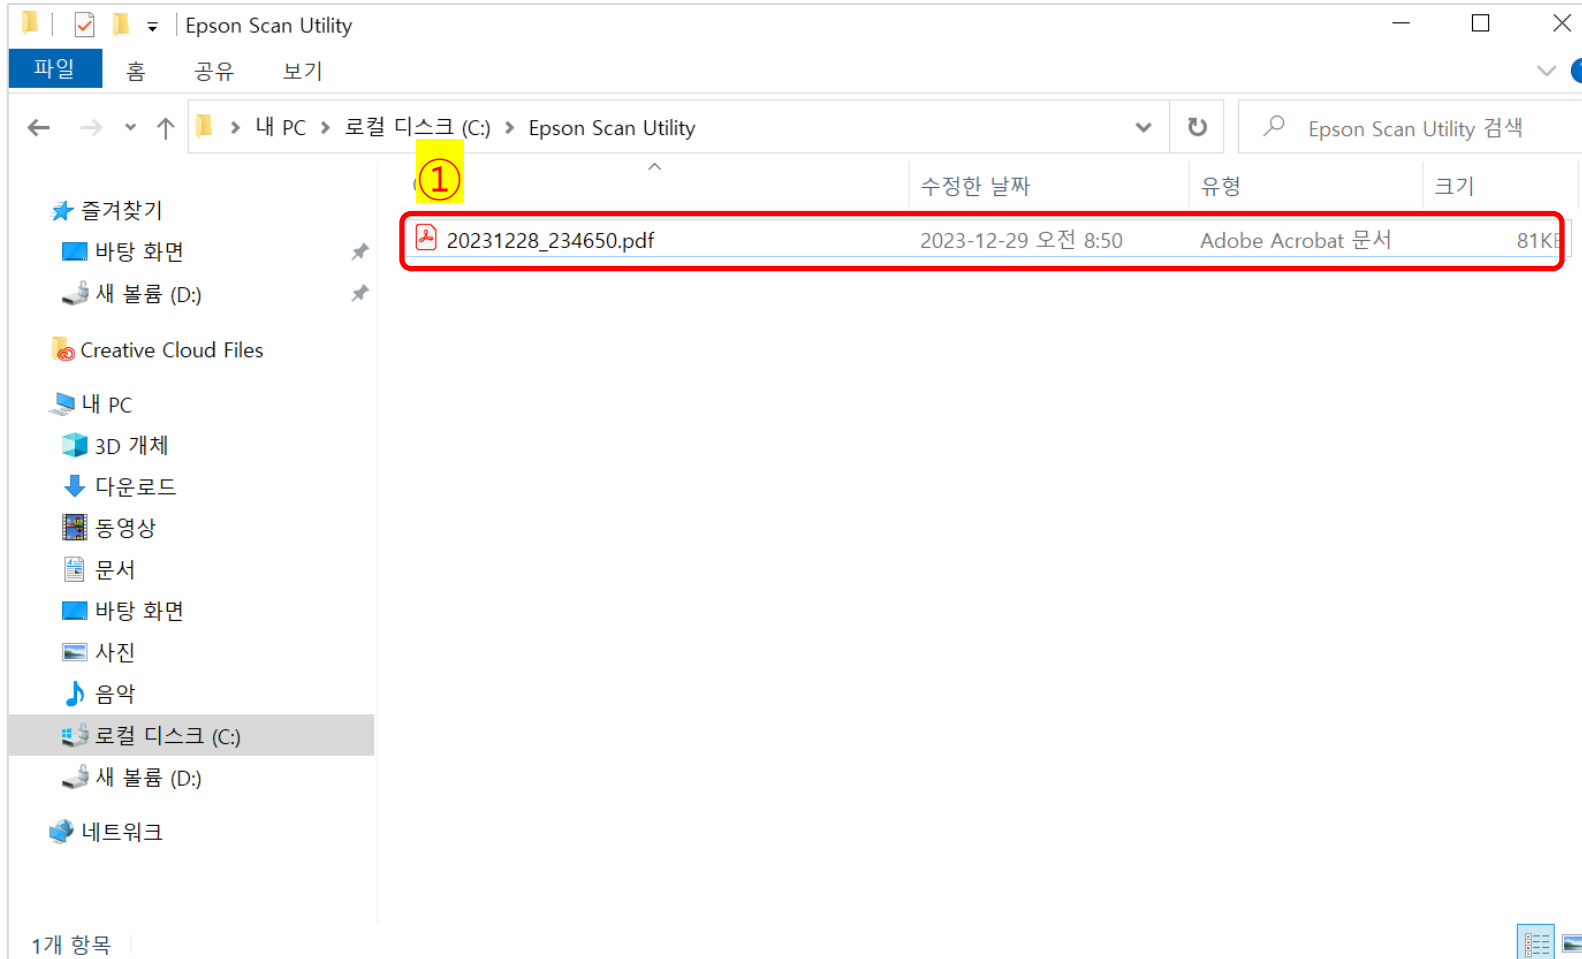 Epson Scan Utility
파일 홈 공유 보기
내 PC 로컬 디스크 (C:) Epson Scan Utility
Epson Scan Utility 검색
①
수정한 날짜 유형 크기
20231228_234650.pdf 2023-12-29 오전 8:50 Adobe Acrobat 문서 81KB
즐겨찾기
바탕 화면
새 볼륨 (D:)
Creative Cloud Files
내 PC
3D 개체
다운로드
동영상
문서
바탕 화면
사진
음악
로컬 디스크 (C:)
새 볼륨 (D:)
네트워크
1개 항목